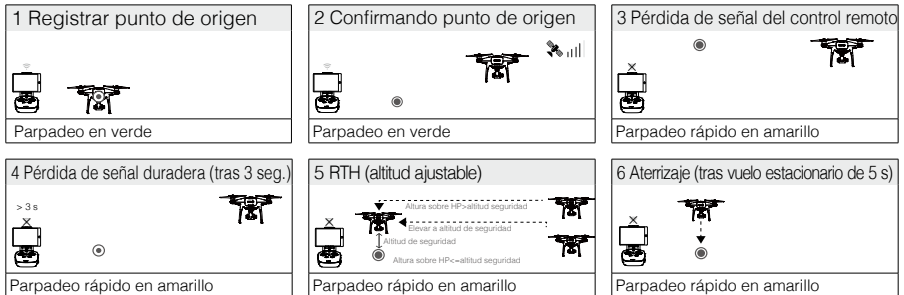 1 Registrar punto de origen
Parpadeo en verde
2 Confirmando punto de origen
Parpadeo en verde
3 Pérdida de señal del control remoto
Parpadeo rápido en amarillo
4 Pérdida de señal duradera (tras 3 seg.)
> 3 s
Parpadeo rápido en amarillo
5 RTH (altitud ajustable)
Altura sobre HP>altitud seguridad
Elevar a altitud de seguridad
Altitud de seguridad
Altura sobre HP<=altitud seguridad
Parpadeo rápido en amarillo
6 Aterrizaje (tras vuelo estacionario de 5 s)
Parpadeo rápido en amarillo